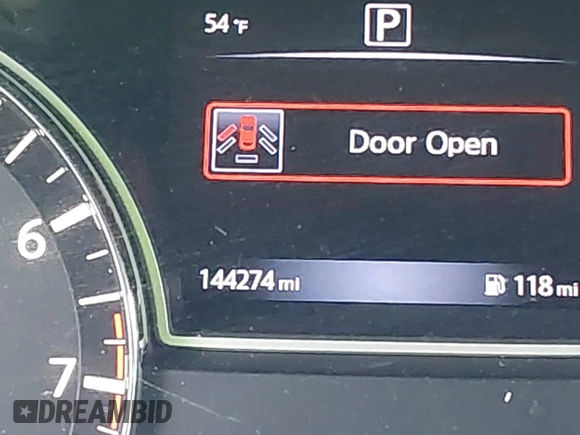 54 °F
P
Door Open
6
144274 mi
118 mi
7
DREAMBID